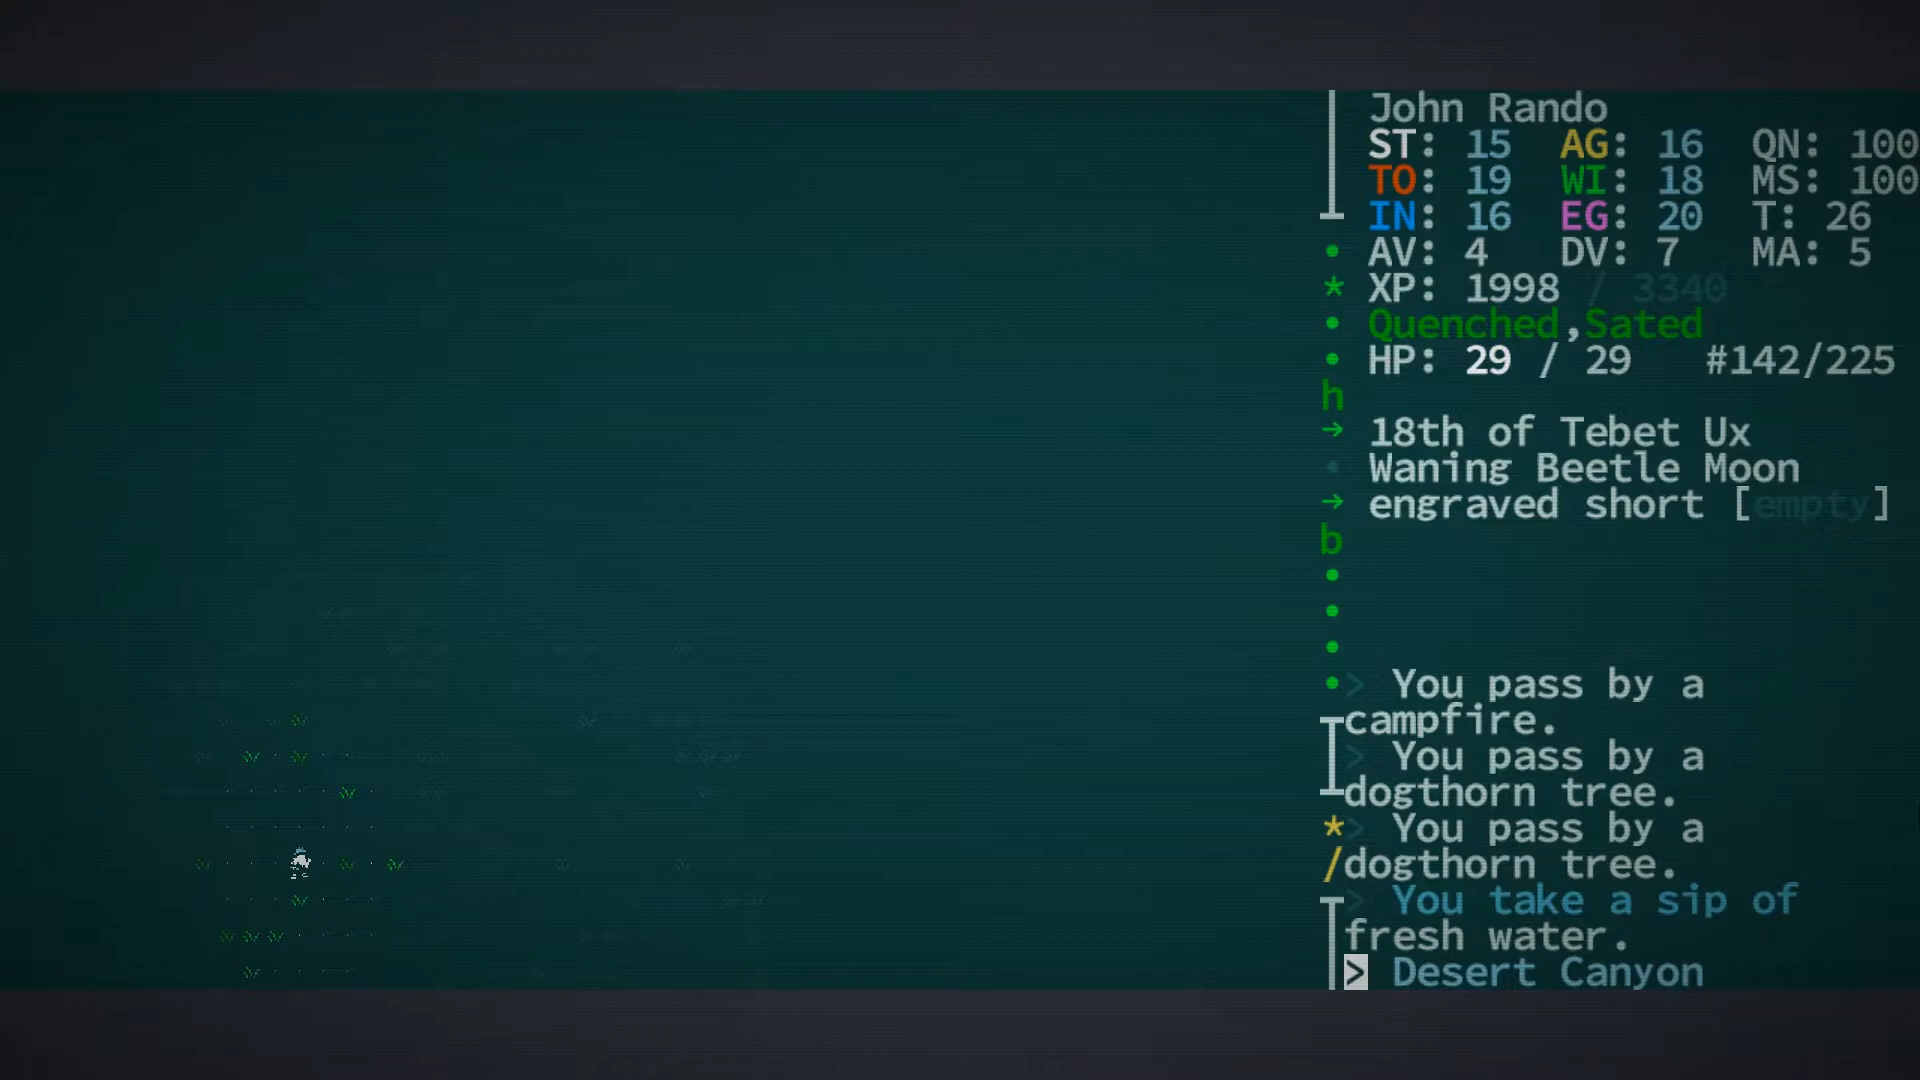 John Rando
ST: 15 AG: 16 QN: 100
TO: 19 WI: 18 MS: 100
IN: 16 EG: 20 T: 26
AV: 4 DV: 7 MA: 5
XP: 1998 / 3340
Quenched,Sated
HP: 29 / 29 #142/225
h
18th of Tebet Ux
Waning Beetle Moon
engraved short [empty]
b
> You pass by a
campfire.
> You pass by a
dogthorn tree.
> You pass by a
dogthorn tree.
> You take a sip of
fresh water.
> Desert Canyon